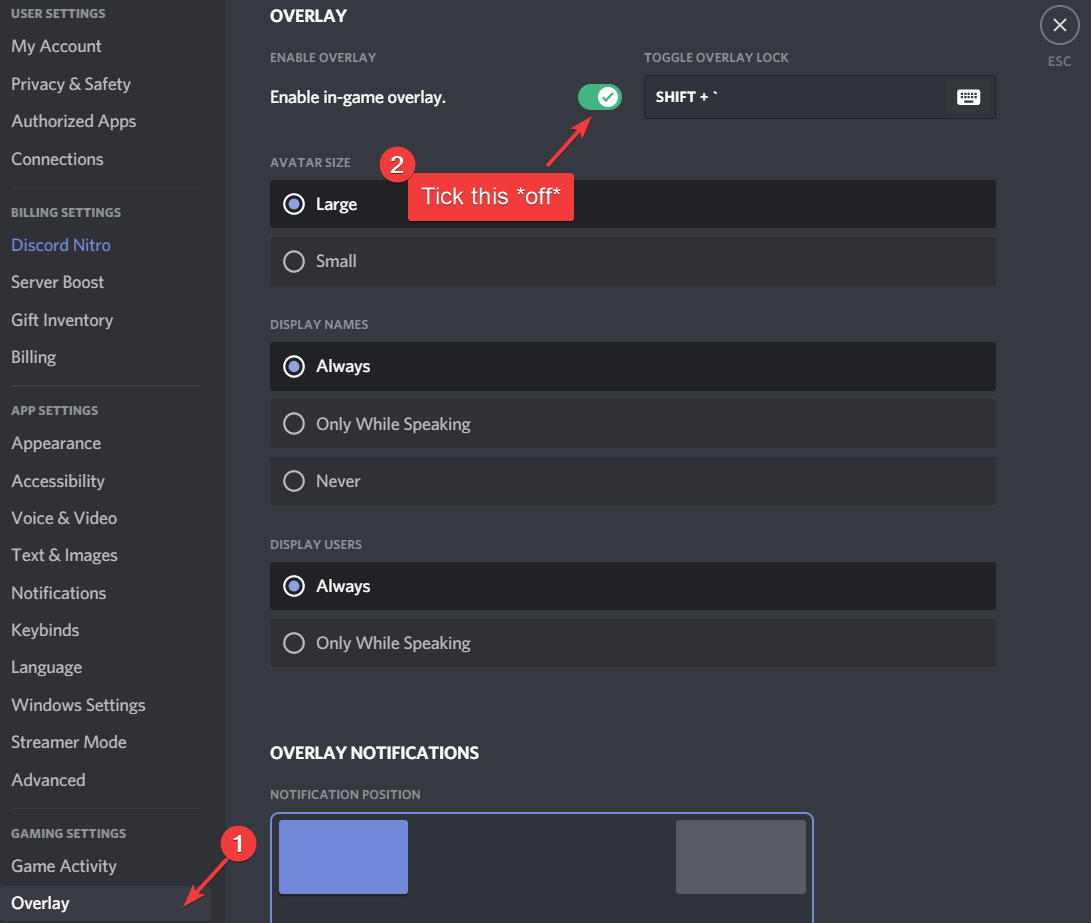 USER SETTINGS
My Account
Privacy & Safety
Authorized Apps
Connections
BILLING SETTINGS
Discord Nitro
Server Boost
Gift Inventory
Billing
APP SETTINGS
Appearance
Accessibility
Voice & Video
Text & Images
Notifications
Keybinds
Language
Windows Settings
Streamer Mode
Advanced
GAMING SETTINGS
Game Activity
Overlay
1
OVERLAY
ENABLE OVERLAY
Enable in-game overlay.
TOGGLE OVERLAY LOCK
SHIFT + `
ESC
2
Tick this *off*
AVATAR SIZE
Large
Small
DISPLAY NAMES
Always
Only While Speaking
Never
DISPLAY USERS
Always
Only While Speaking
OVERLAY NOTIFICATIONS
NOTIFICATION POSITION